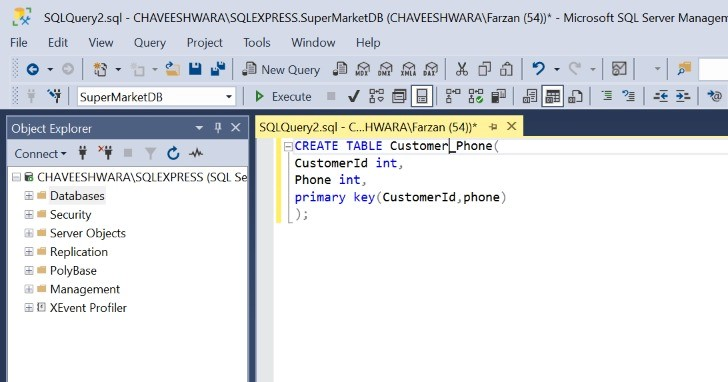 SQLQuery2.sql - CHAVEESHWARA\SQLEXPRESS.SuperMarketDB (CHAVEESHWARA\Farzan (54))* - Microsoft SQL Server Managem
File Edit View Query Project Tools Window Help
New Query MDX DMX XMLA DAX
SuperMarketDB Execute
Object Explorer
SQLQuery2.sql - C...HWARA\Farzan (54))*
Connect
CHAVEESHWARA\SQLEXPRESS (SQL Se
Databases
Security
Server Objects
Replication
PolyBase
Management
XEvent Profiler
CREATE TABLE Customer_Phone(
CustomerId int,
Phone int,
primary key(CustomerId,phone)
);